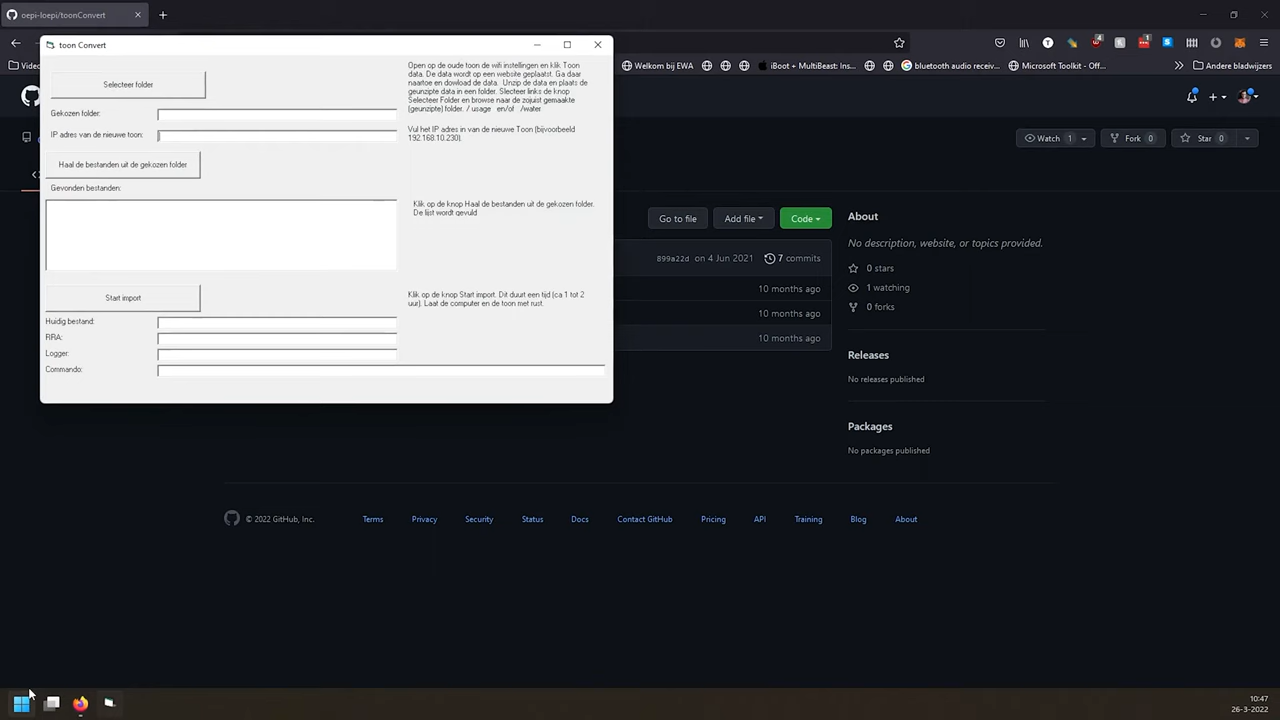 oepi-loepi/toonConvert
toon Convert
Selecteer folder
Gekozen folder:
IP adres van de nieuwe toon:
Haal de bestanden uit de gekozen folder
Gevonden bestanden:
Start import
Huidig bestand:
RRA:
Logger:
Commando:
Open op de oude toon de wifi instellingen en klik Toon
data. De data wordt op een website geplaatst. Ga daar
naartoe en dowload de data. Unzip de data en plaats de
geunzipte data in een folder. Slecteer links de knop
Selecteer Folder en browse naar de zojuist gemaakte
(geunzipte) folder. / usage en/of /water
Vul het IP adres in van de nieuwe Toon (bijvoorbeeld
192.168.10.230).
Klik op de knop Haal de bestanden uit de gekozen folder.
De lijst wordt gevuld
Klik op de knop Start import. Dit duurt een tijd (ca 1 tot 2
uur). Laat de computer en de toon met rust.
Video
Welkom bij EWA
iBoot + MultiBeast: Ins...
bluetooth audio receiv...
Microsoft Toolkit - Off...
Andere bladwijzers
Watch 1
Fork 0
Star 0
Go to file
Add file
Code
899a22d on 4 Jun 2021
7 commits
10 months ago
10 months ago
10 months ago
About
No description, website, or topics provided.
0 stars
1 watching
0 forks
Releases
No releases published
Packages
No packages published
© 2022 GitHub, Inc.
Terms
Privacy
Security
Status
Docs
Contact GitHub
Pricing
API
Training
Blog
About
10:47
26-3-2022